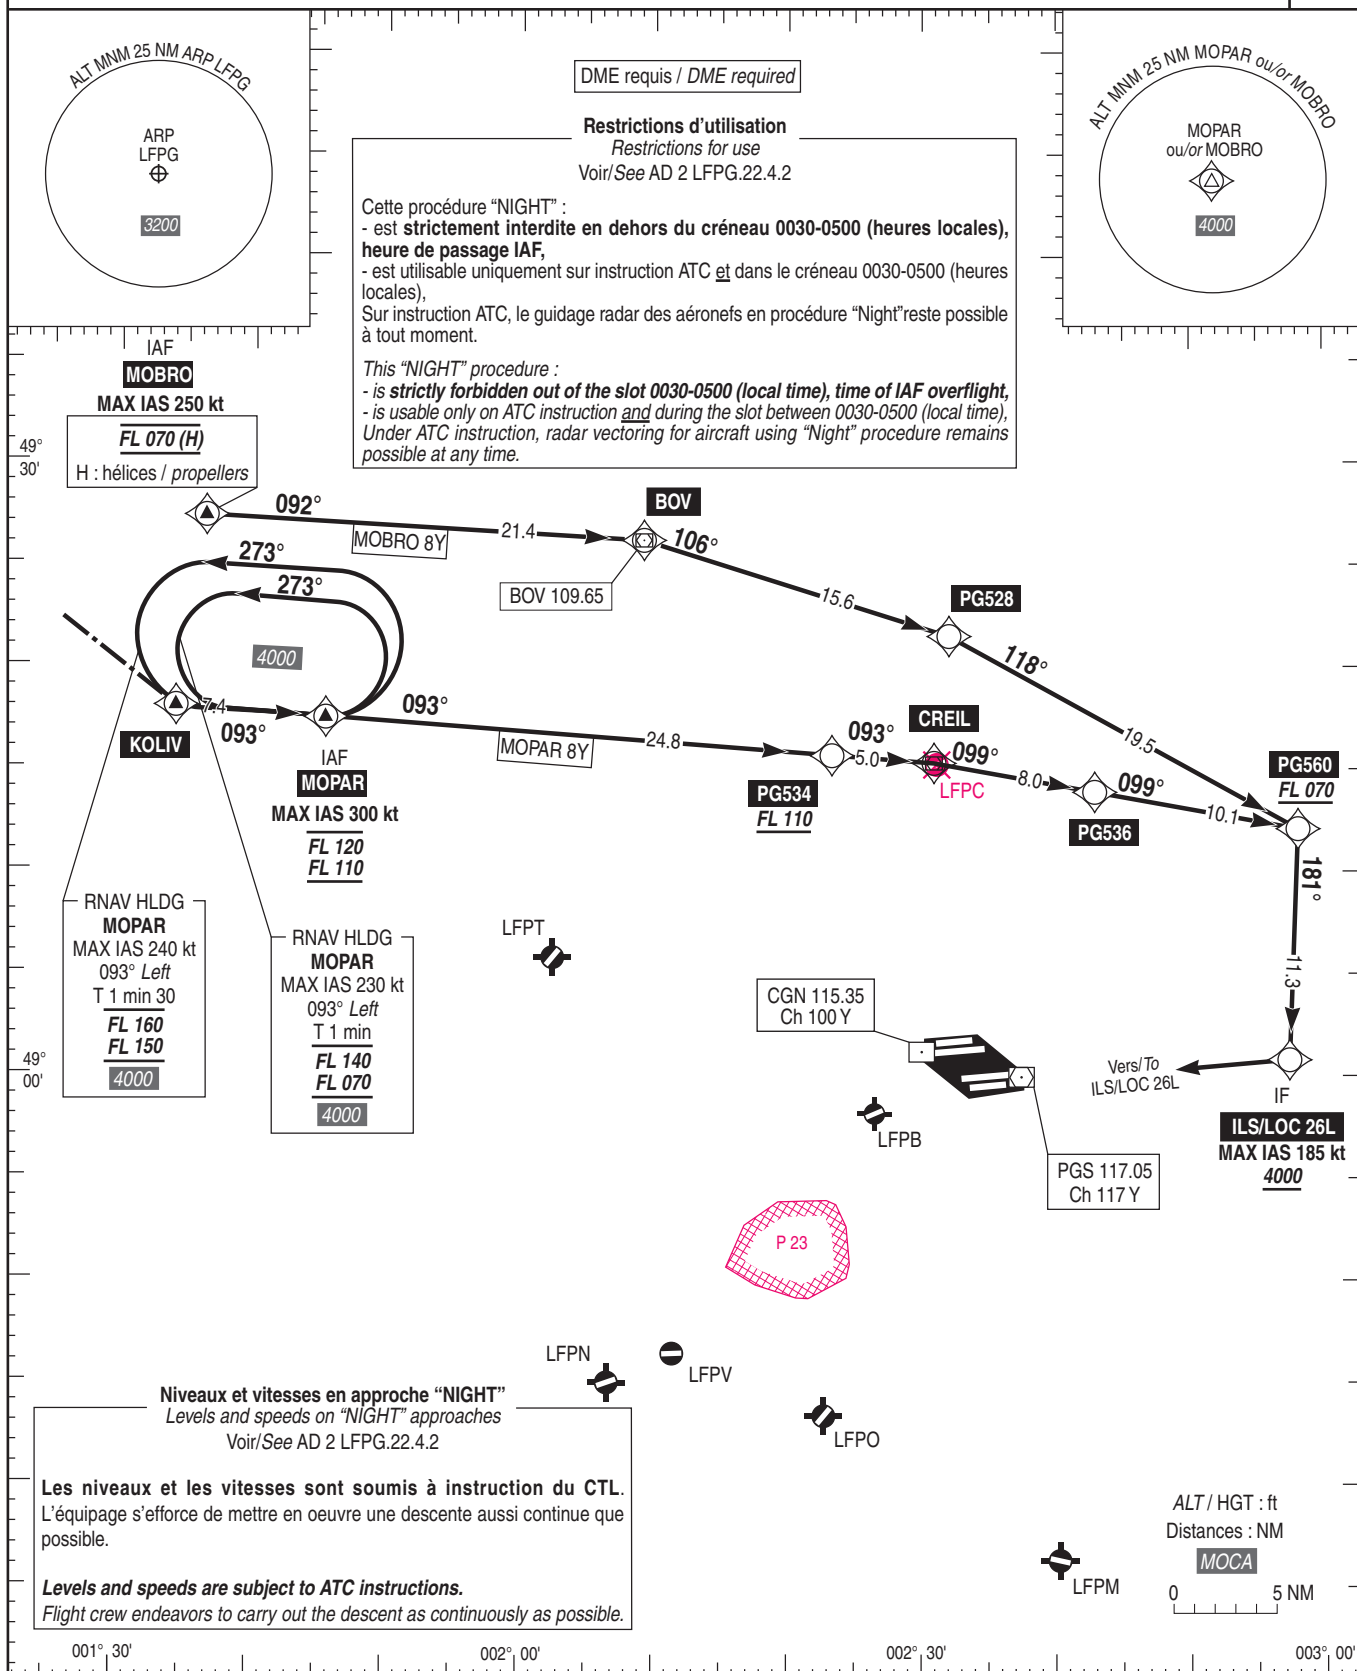 ALT MNM 25 NM ARP LFPG
ARP
LFPG
3200
DME requis / DME required
ALT MNM 25 NM MOPAR ou/or MOBRO
MOPAR
ou/or MOBRO
4000
Restrictions d'utilisation
Restrictions for use
Voir/See AD 2 LFPG.22.4.2
Cette procédure “NIGHT” :
- est strictement interdite en dehors du créneau 0030-0500 (heures locales),
heure de passage IAF,
- est utilisable uniquement sur instruction ATC et dans le créneau 0030-0500 (heures
locales),
Sur instruction ATC, le guidage radar des aéronefs en procédure “Night”reste possible
à tout moment.
This “NIGHT” procedure :
- is strictly forbidden out of the slot 0030-0500 (local time), time of IAF overflight,
- is usable only on ATC instruction and during the slot between 0030-0500 (local time),
Under ATC instruction, radar vectoring for aircraft using “Night” procedure remains
possible at any time.
IAF
MOBRO
MAX IAS 250 kt
FL 070 (H)
H : hélices / propellers
49°
30'
092°
MOBRO 8Y
21.4
BOV
BOV 109.65
106°
15.6
PG528
118°
19.5
273°
273°
4000
7.4
KOLIV
093°
IAF
MOPAR
MAX IAS 300 kt
FL 120
FL 110
093°
MOPAR 8Y
24.8
PG534
FL 110
093°
5.0
CREIL
LFPC
099°
8.0
PG536
099°
10.1
PG560
FL 070
181°
11.3
RNAV HLDG
MOPAR
MAX IAS 240 kt
093° Left
T 1 min 30
FL 160
FL 150
4000
RNAV HLDG
MOPAR
MAX IAS 230 kt
093° Left
T 1 min
FL 140
FL 070
4000
49°
00'
LFPT
CGN 115.35
Ch 100 Y
LFPB
Vers/To
ILS/LOC 26L
IF
ILS/LOC 26L
MAX IAS 185 kt
4000
PGS 117.05
Ch 117 Y
P 23
LFPN
LFPV
LFPO
LFPM
Niveaux et vitesses en approche “NIGHT”
Levels and speeds on “NIGHT” approaches
Voir/See AD 2 LFPG.22.4.2
Les niveaux et les vitesses sont soumis à instruction du CTL.
L'équipage s'efforce de mettre en oeuvre une descente aussi continue que
possible.
Levels and speeds are subject to ATC instructions.
Flight crew endeavors to carry out the descent as continuously as possible.
ALT / HGT : ft
Distances : NM
MOCA
0 5 NM
001° 30'
002° 00'
002° 30'
003° 00'